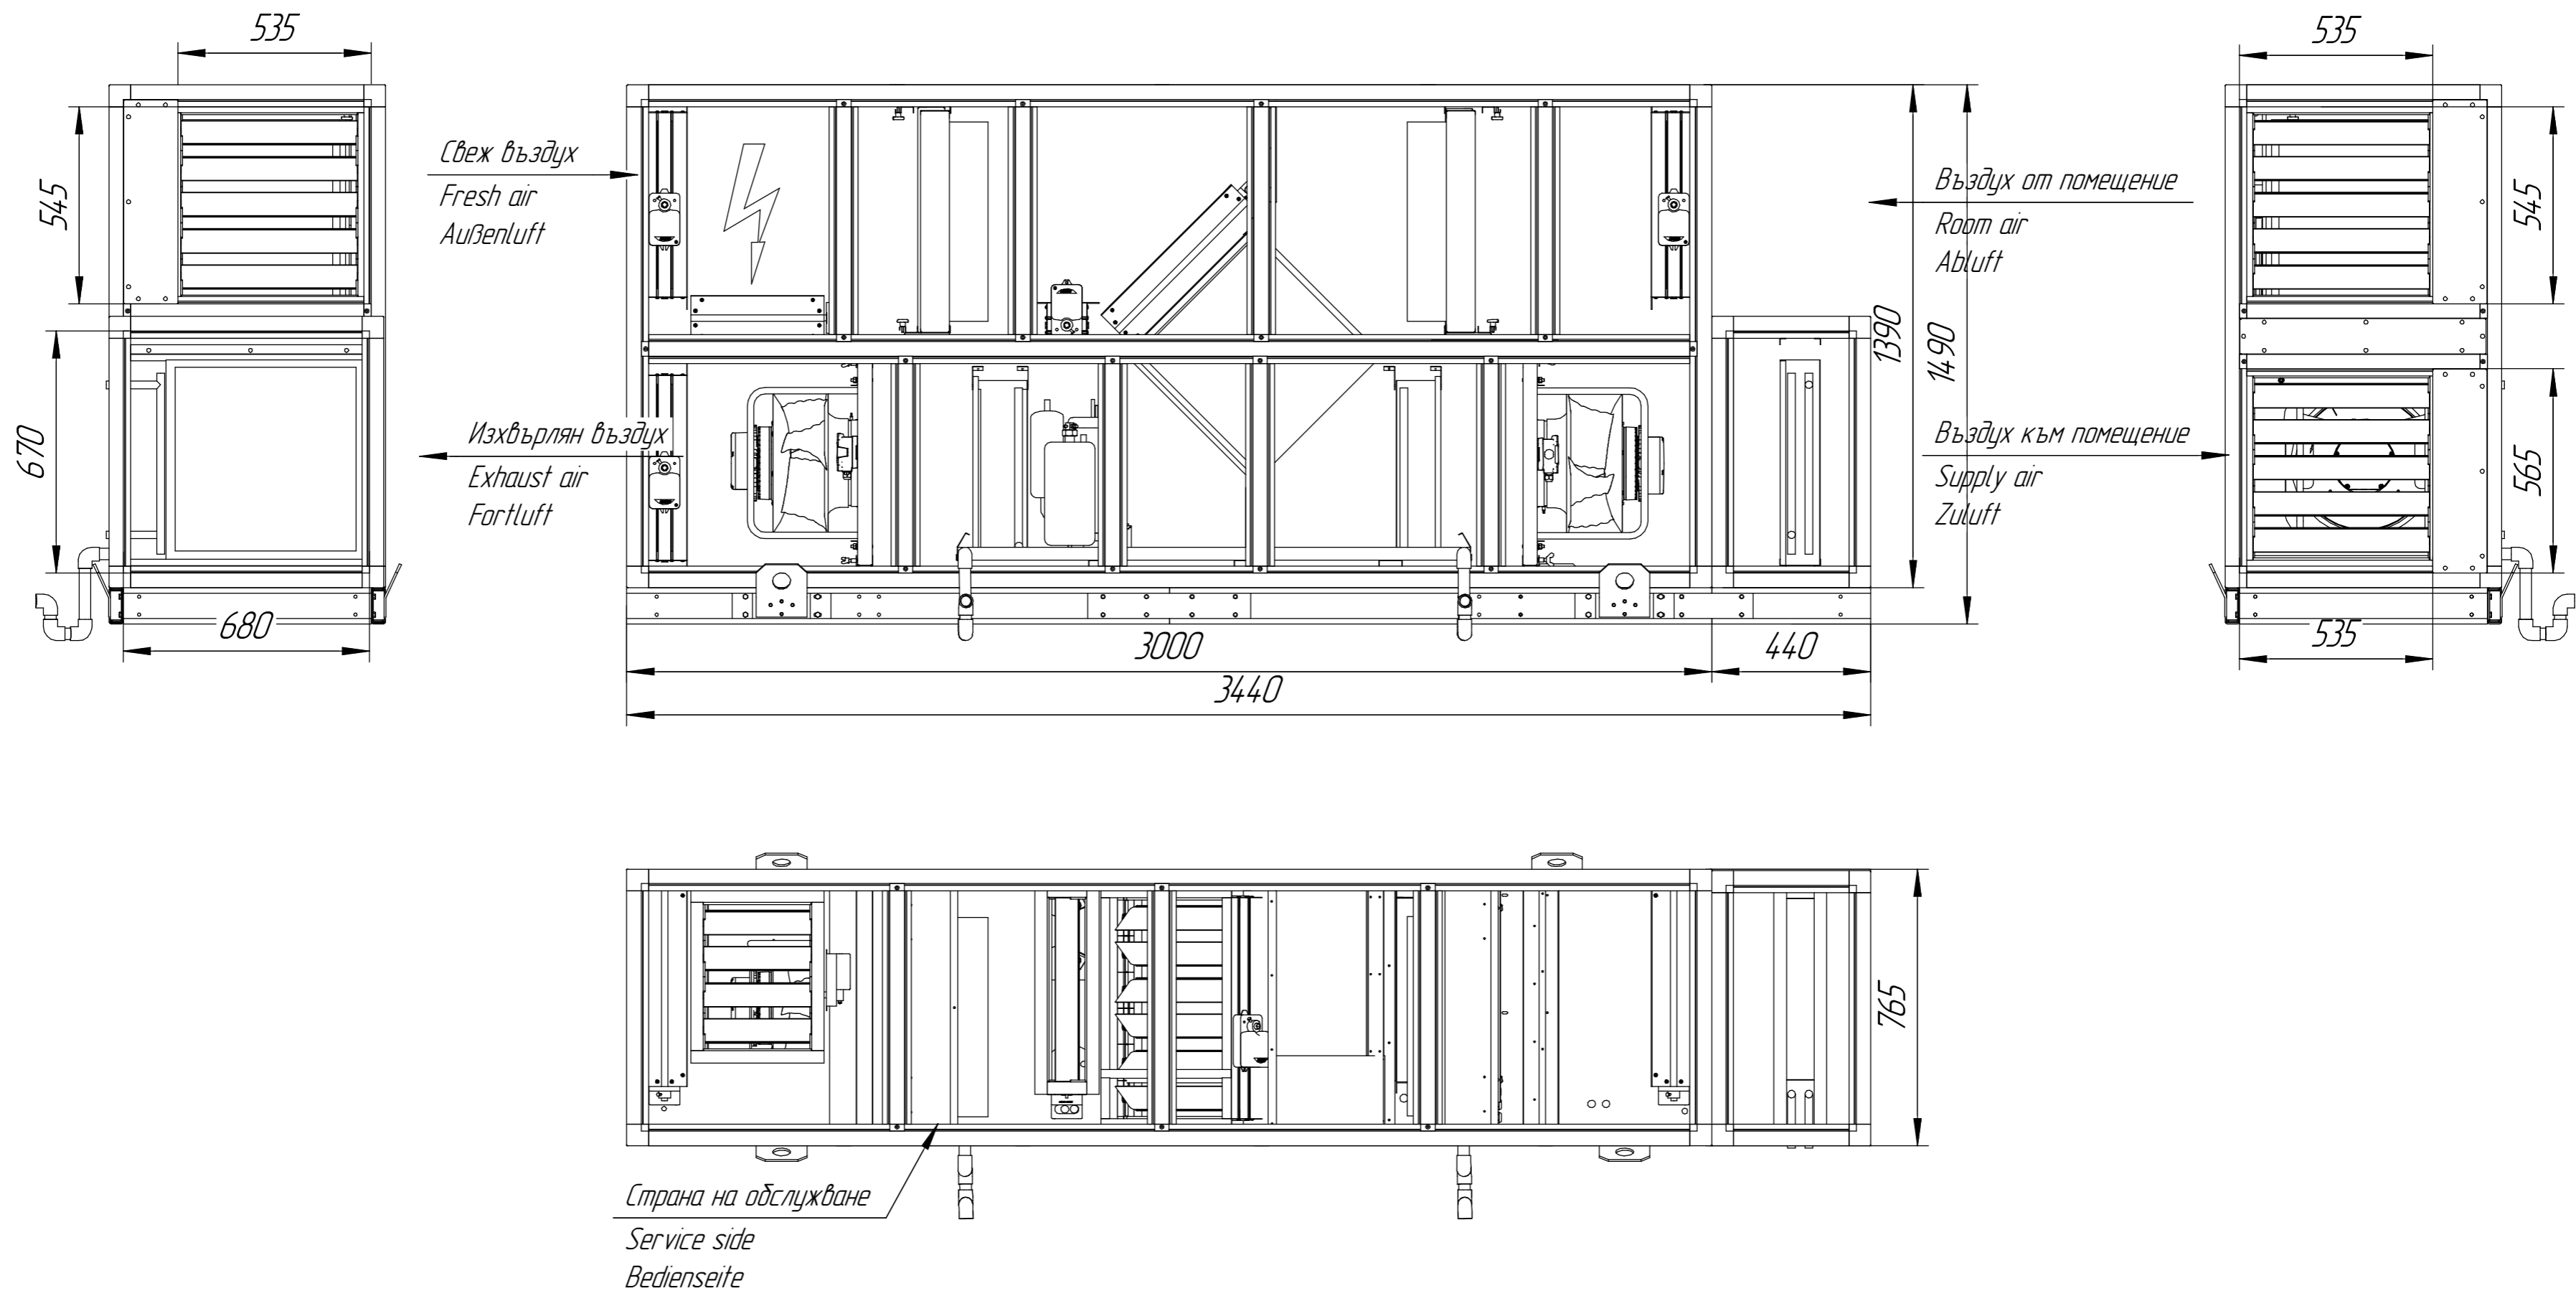 535
545
670
680
Свеж въздух
Fresh air
Außenluft
Изхвърлян въздух
Exhaust air
Fortluft
3000
440
3440
1390
1490
Въздух от помещение
Room air
Abluft
Въздух към помещение
Supply air
Zuluft
535
545
565
535
765
Страна на обслужване
Service side
Bedienseite